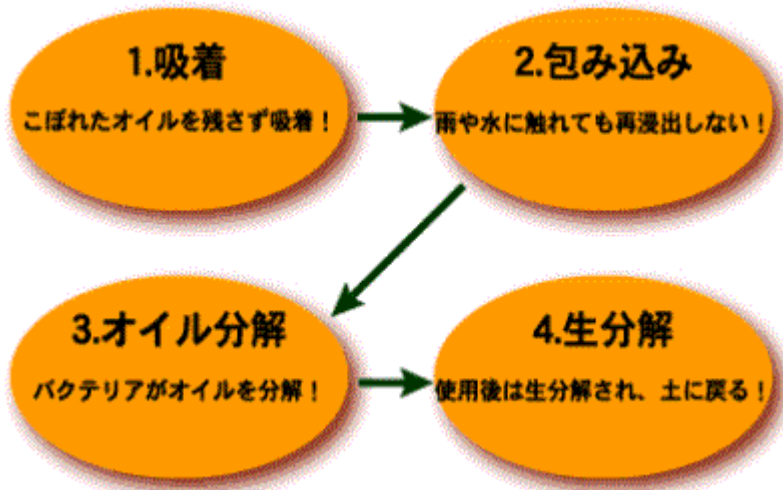 1.吸着
こぼれたオイルを残さず吸着！
2.包み込み
雨や水に触れても再浸出しない！
3.オイル分解
バクテリアがオイルを分解！
4.生分解
使用後は生分解され、土に戻る！